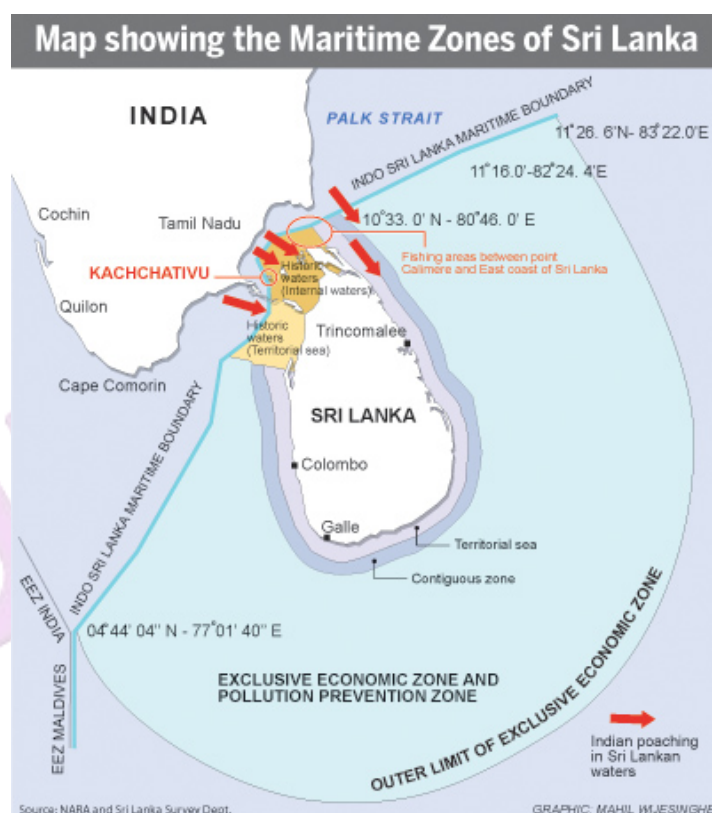 Map showing the Maritime Zones of Sri Lanka
INDIA
PALK STRAIT
INDO SRI LANKA MARITIME BOUNDARY
11°26. 6'N- 83°22.0'E
11°16.0'-82°24. 4'E
10°33. 0' N - 80°46. 0' E
Cochin
Tamil Nadu
Fishing areas between point
Calimere and East coast of Sri Lanka
KACHCHATIVU
Historic
waters
(Internal waters)
Quilon
Historic
waters
(Territorial sea)
Trincomalee
Cape Comorin
SRI LANKA
INDO SRI LANKA MARITIME BOUNDARY
Colombo
Galle
Territorial sea
Contiguous zone
EEZ INDIA
04°44' 04" N - 77°01' 40" E
EEZ MALDIVES
EXCLUSIVE ECONOMIC ZONE AND
POLLUTION PREVENTION ZONE
OUTER LIMIT OF EXCLUSIVE ECONOMIC ZONE
Indian poaching
in Sri Lankan
waters
Source: NARA and Sri Lanka Survey Dept.
GRAPHIC: MAHIL WIJESINGHE